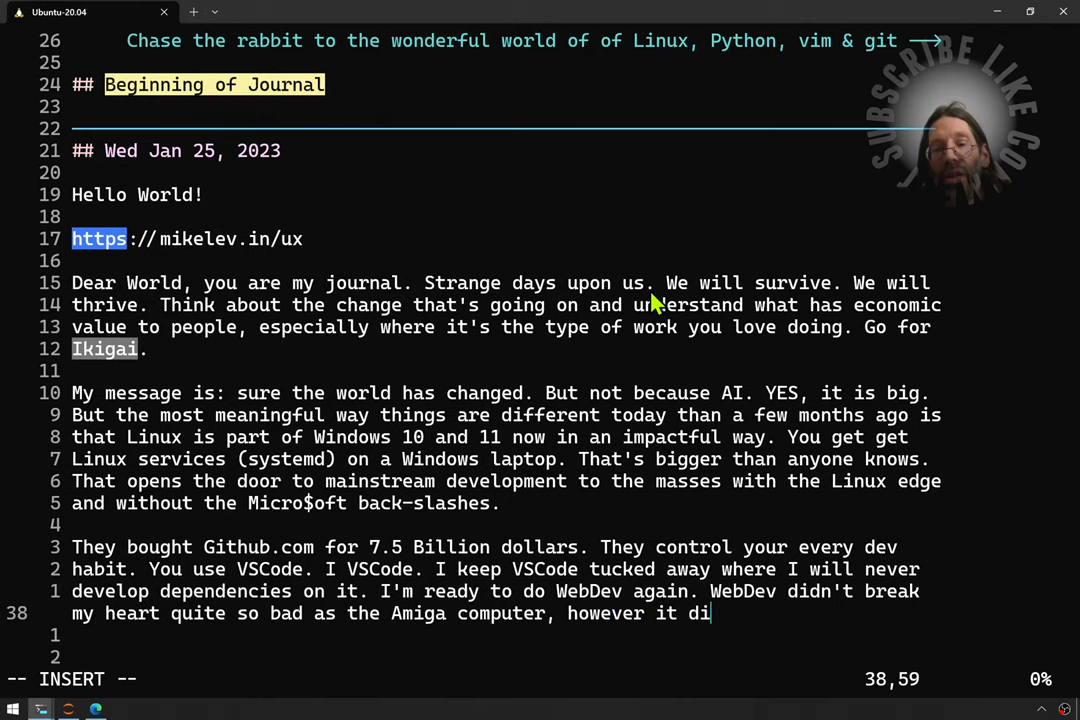 Ubuntu-20.04
26 Chase the rabbit to the wonderful world of of Linux, Python, vim & git ⟶
25
24 ## Beginning of Journal
23
22
21 ## Wed Jan 25, 2023
20
19 Hello World!
18
17 https://mikelev.in/ux
16
15 Dear World, you are my journal. Strange days upon us. We will survive. We will
14 thrive. Think about the change that's going on and understand what has economic
13 value to people, especially where it's the type of work you love doing. Go for
12 Ikigai.
11
10 My message is: sure the world has changed. But not because AI. YES, it is big.
9 But the most meaningful way things are different today than a few months ago is
8 that Linux is part of Windows 10 and 11 now in an impactful way. You get get
7 Linux services (systemd) on a Windows laptop. That's bigger than anyone knows.
6 That opens the door to mainstream development to the masses with the Linux edge
5 and without the Micro$oft back-slashes.
4
3 They bought Github.com for 7.5 Billion dollars. They control your every dev
2 habit. You use VSCode. I VSCode. I keep VSCode tucked away where I will never
1 develop dependencies on it. I'm ready to do WebDev again. WebDev didn't break
38 my heart quite so bad as the Amiga computer, however it di
1
2
-- INSERT -- 38,59 0%
SUBSCRIBE LIKE CO